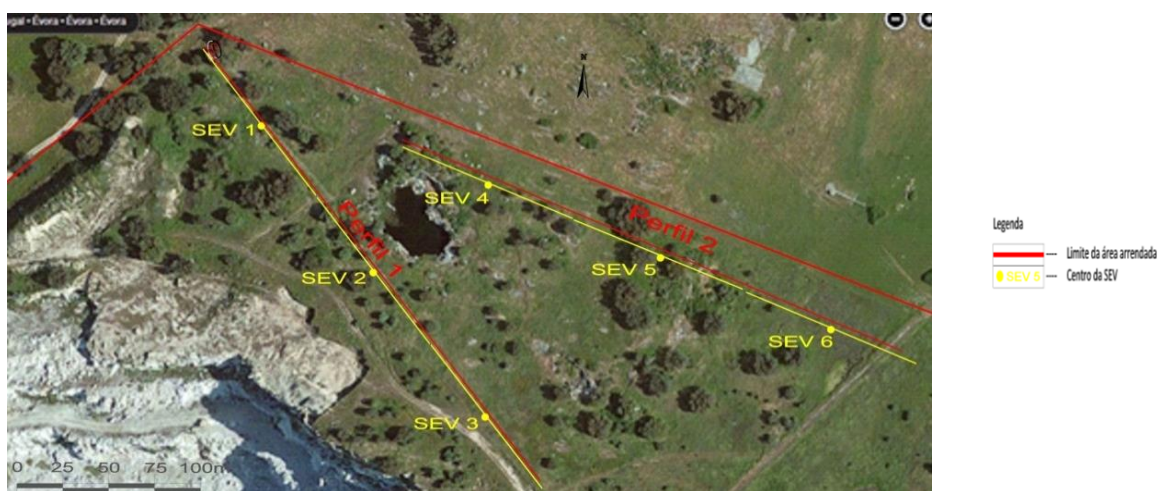 rugal • Évora • Évora • Évora
N
SEV 1
SEV 4
Perfil 1
Perfil 2
SEV 2
SEV 5
SEV 6
SEV 3
0 25 50 75 100m
Legenda
---- Limite da área arrendada
SEV 6 ---- Centro da SEV